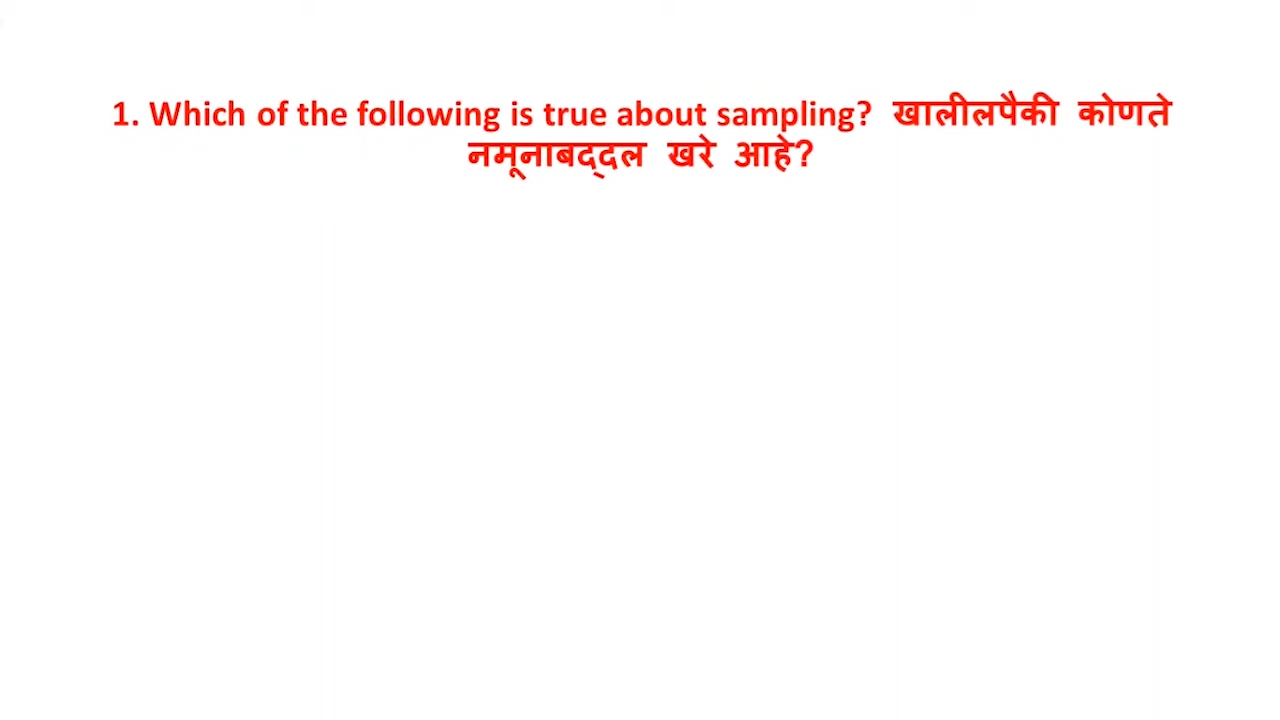 1. Which of the following is true about sampling? खालीलपैकी कोणते
नमूनाबद्दल खरे आहे?